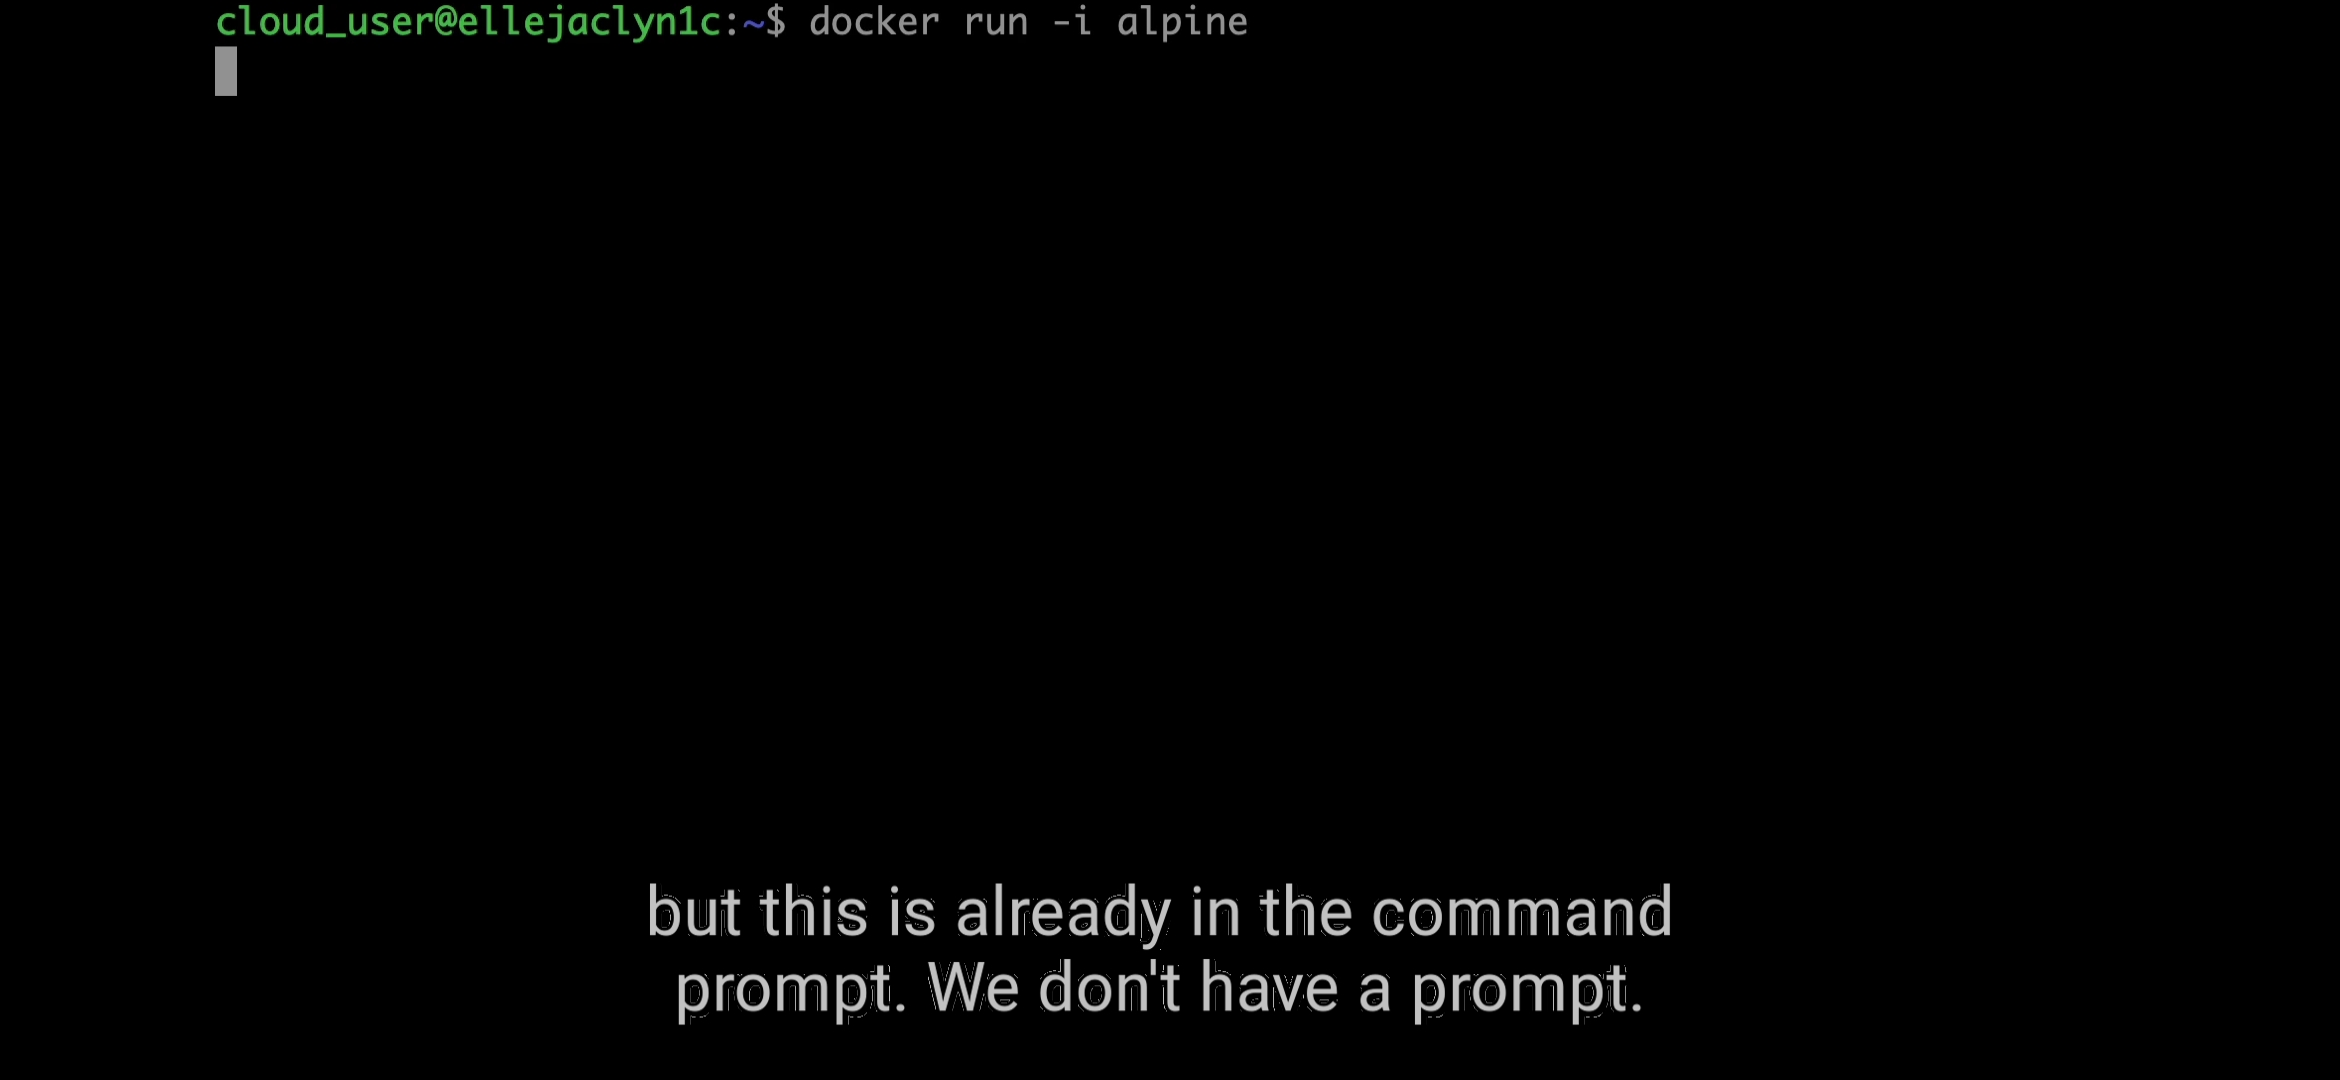 cloud_user@ellejaclyn1c:~$ docker run -i alpine
but this is already in the command
prompt. We don't have a prompt.